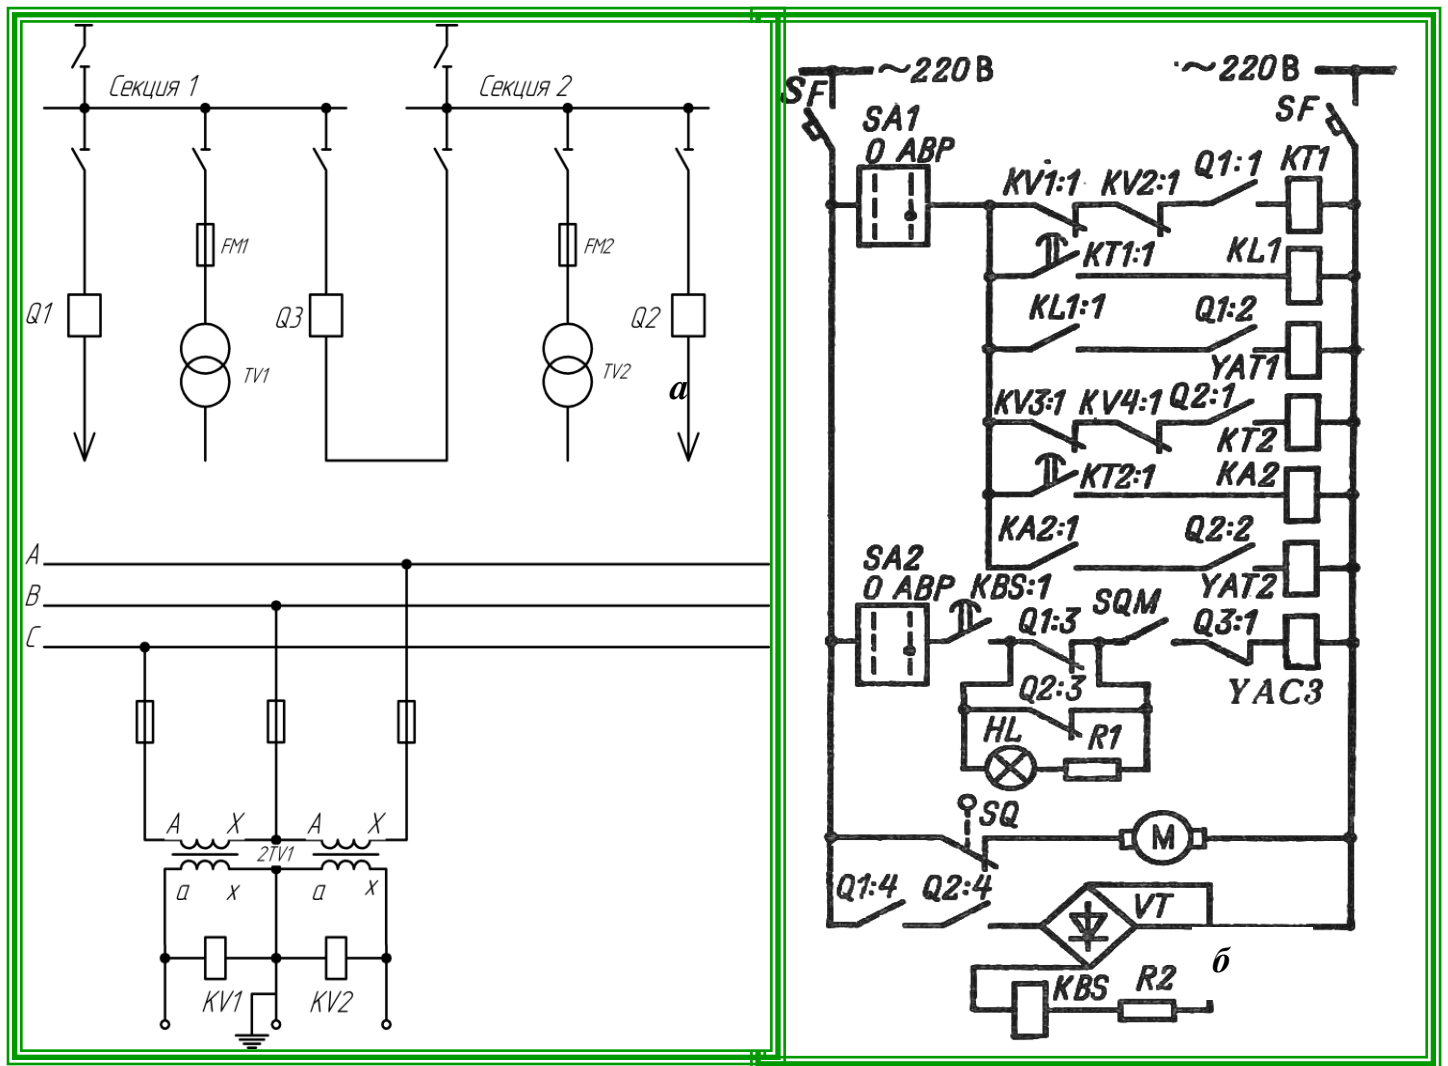 Секция 1
Секция 2
FM1
FM2
Q1
Q3
Q2
TV1
TV2
а
A
B
C
A
X
A
X
2TV1
a
x
a
x
KV1
KV2
~220 В
~220 В
SF
SF
SA1
0 АВР
KV1:1
KV2:1
Q1:1
KT1
KT1:1
KL1
KL1:1
Q1:2
YAT1
KV3:1
KV4:1
Q2:1
KT2
KT2:1
KA2
KA2:1
Q2:2
YAT2
SA2
0 АВР
KBS:1
Q1:3
SQM
Q3:1
YAC3
Q2:3
HL
R1
SQ
M
Q1:4
Q2:4
VT
б
KBS
R2